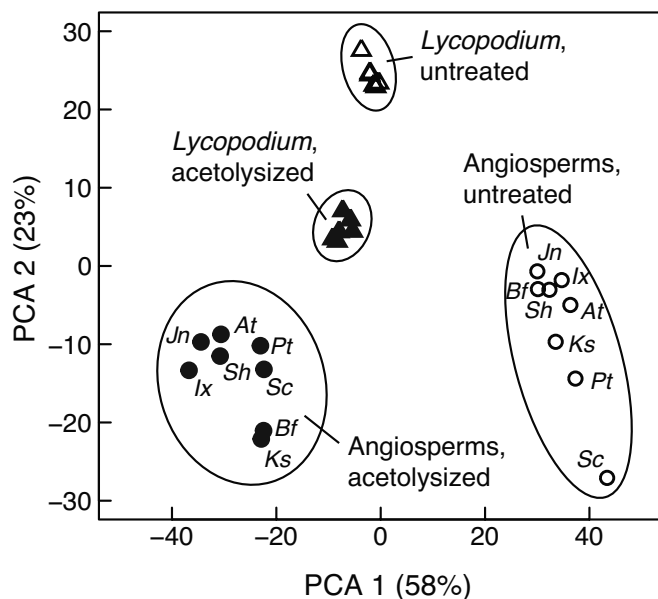 30
20
10
0
−10
−20
−30
PCA 2 (23%)
Lycopodium,
untreated
Lycopodium,
acetolysized
Angiosperms,
untreated
Jn
Ix
Bf
Sh
At
Ks
Pt
Sc
Jn
At
Pt
Ix
Sh
Sc
Bf
Ks
Angiosperms,
acetolysized
−40
−20
0
20
40
PCA 1 (58%)